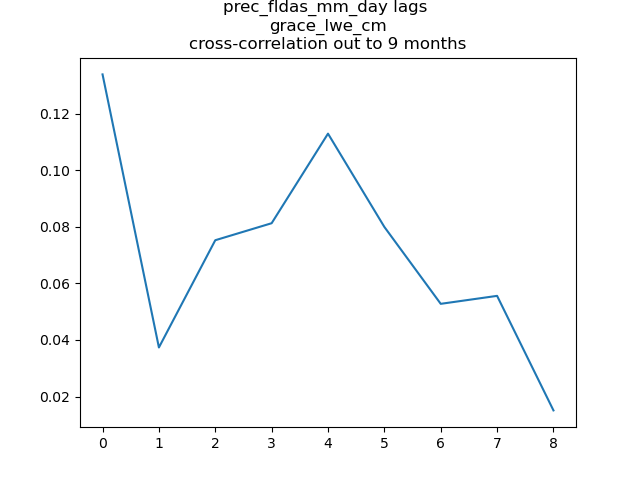 prec_fldas_mm_day lags
grace_lwe_cm
cross-correlation out to 9 months
0.12
0.10
0.08
0.06
0.04
0.02
0 1 2 3 4 5 6 7 8